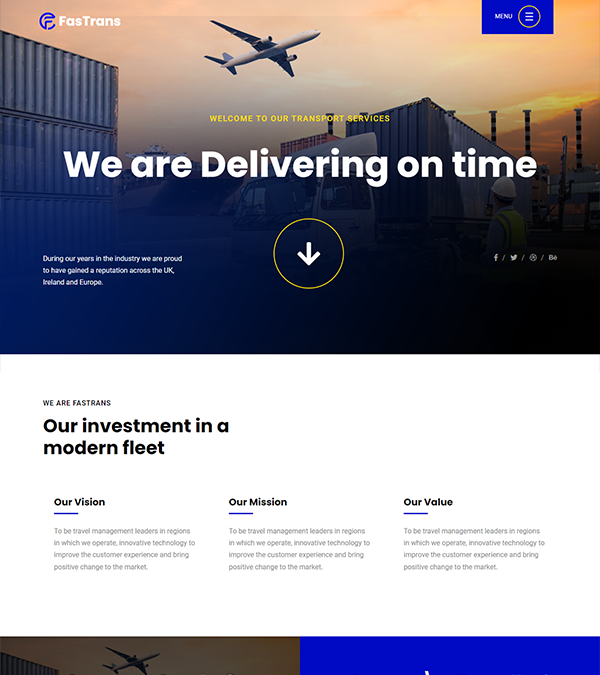 FasTrans
MENU
WELCOME TO OUR TRANSPORT SERVICES
We are Delivering on time
During our years in the industry we are proud
to have gained a reputation across the UK,
Ireland and Europe.
/ / / Bē
WE ARE FASTRANS
Our investment in a
modern fleet
Our Vision
To be travel management leaders in regions
in which we operate, innovative technology to
improve the customer experience and bring
positive change to the market.
Our Mission
To be travel management leaders in regions
in which we operate, innovative technology to
improve the customer experience and bring
positive change to the market.
Our Value
To be travel management leaders in regions
in which we operate, innovative technology to
improve the customer experience and bring
positive change to the market.